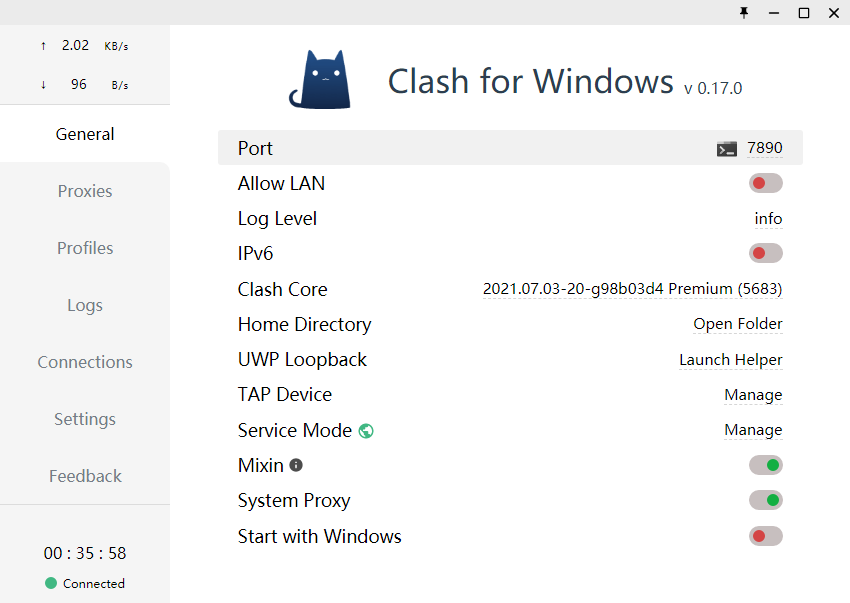 ↑ 2.02 KB/s
↓ 96 B/s
General
Proxies
Profiles
Logs
Connections
Settings
Feedback
00 : 35 : 58
Connected
Clash for Windows v 0.17.0
Port 7890
Allow LAN
Log Level info
IPv6
Clash Core 2021.07.03-20-g98b03d4 Premium (5683)
Home Directory Open Folder
UWP Loopback Launch Helper
TAP Device Manage
Service Mode Manage
Mixin
System Proxy
Start with Windows